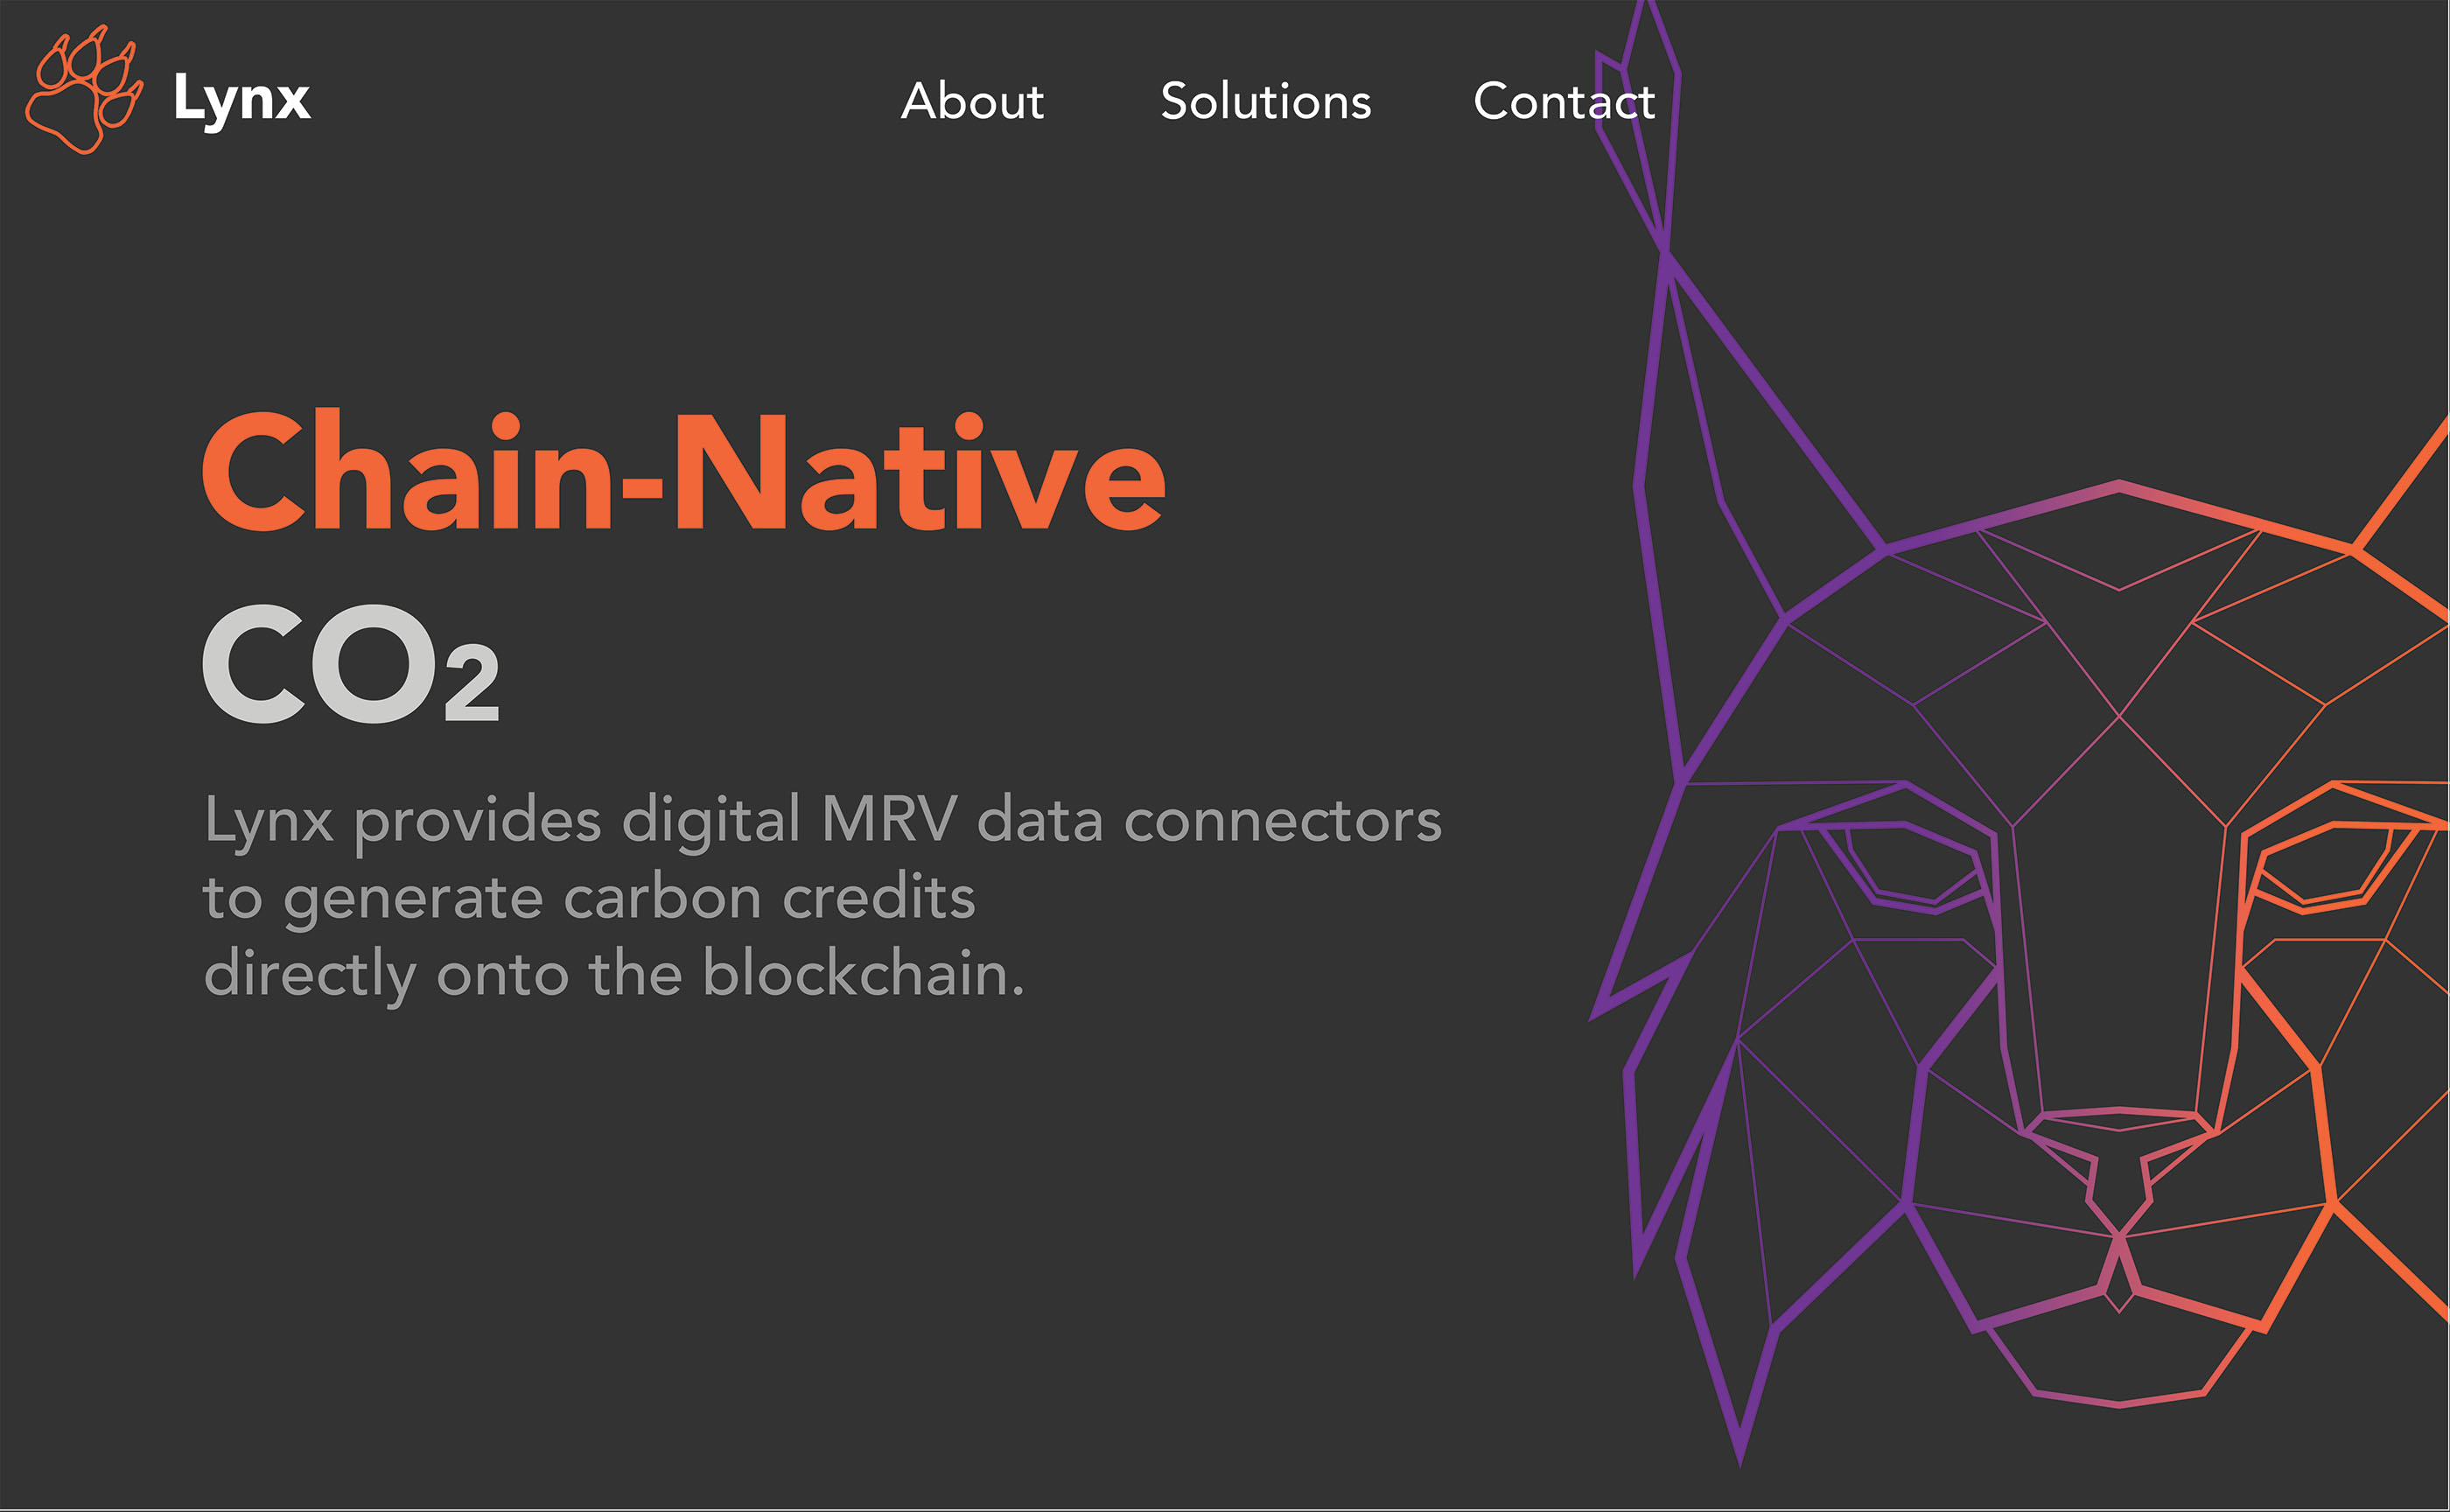 Lynx
About Solutions Contact
Chain-Native
CO2
Lynx provides digital MRV data connectors
to generate carbon credits
directly onto the blockchain.